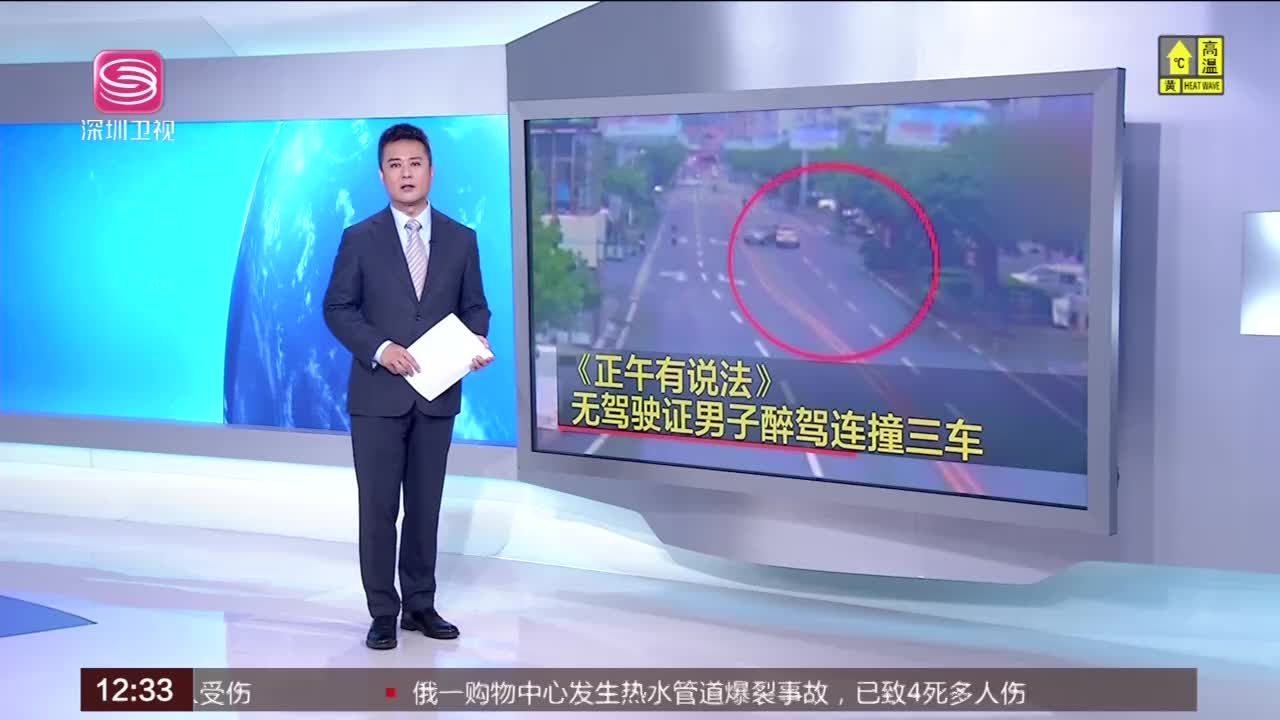 深圳卫视
高温
℃
黄
HEAT WAVE
《正午有说法》
无驾驶证男子醉驾连撞三车
12:33
受伤
俄一购物中心发生热水管道爆裂事故，已致4死多人伤